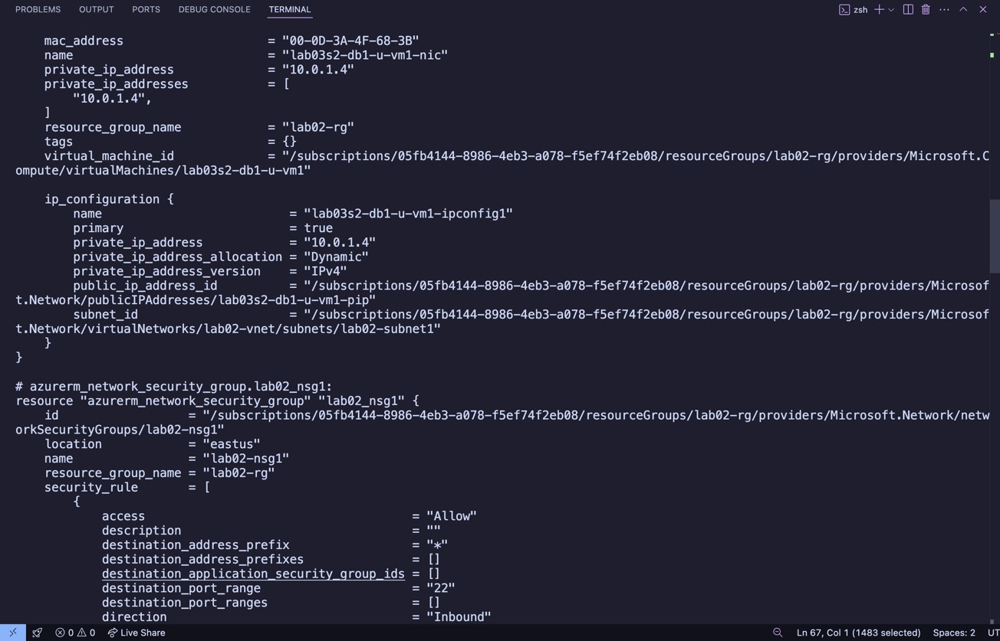 PROBLEMS OUTPUT PORTS DEBUG CONSOLE TERMINAL zsh
mac_address = "00-0D-3A-4F-68-3B"
name = "lab03s2-db1-u-vm1-nic"
private_ip_address = "10.0.1.4"
private_ip_addresses = [
"10.0.1.4",
]
resource_group_name = "lab02-rg"
tags = {}
virtual_machine_id = "/subscriptions/05fb4144-8986-4eb3-a078-f5ef74f2eb08/resourceGroups/lab02-rg/providers/Microsoft.C
ompute/virtualMachines/lab03s2-db1-u-vm1"
ip_configuration {
name = "lab03s2-db1-u-vm1-ipconfig1"
primary = true
private_ip_address = "10.0.1.4"
private_ip_address_allocation = "Dynamic"
private_ip_address_version = "IPv4"
public_ip_address_id = "/subscriptions/05fb4144-8986-4eb3-a078-f5ef74f2eb08/resourceGroups/lab02-rg/providers/Microsof
t.Network/publicIPAddresses/lab03s2-db1-u-vm1-pip"
subnet_id = "/subscriptions/05fb4144-8986-4eb3-a078-f5ef74f2eb08/resourceGroups/lab02-rg/providers/Microsof
t.Network/virtualNetworks/lab02-vnet/subnets/lab02-subnet1"
}
}
# azurerm_network_security_group.lab02_nsg1:
resource "azurerm_network_security_group" "lab02_nsg1" {
id = "/subscriptions/05fb4144-8986-4eb3-a078-f5ef74f2eb08/resourceGroups/lab02-rg/providers/Microsoft.Network/netw
orkSecurityGroups/lab02-nsg1"
location = "eastus"
name = "lab02-nsg1"
resource_group_name = "lab02-rg"
security_rule = [
{
access = "Allow"
description = ""
destination_address_prefix = "*"
destination_address_prefixes = []
destination_application_security_group_ids = []
destination_port_range = "22"
destination_port_ranges = []
direction = "Inbound"
0 0 Live Share Ln 67, Col 1 (1483 selected) Spaces: 2 UT